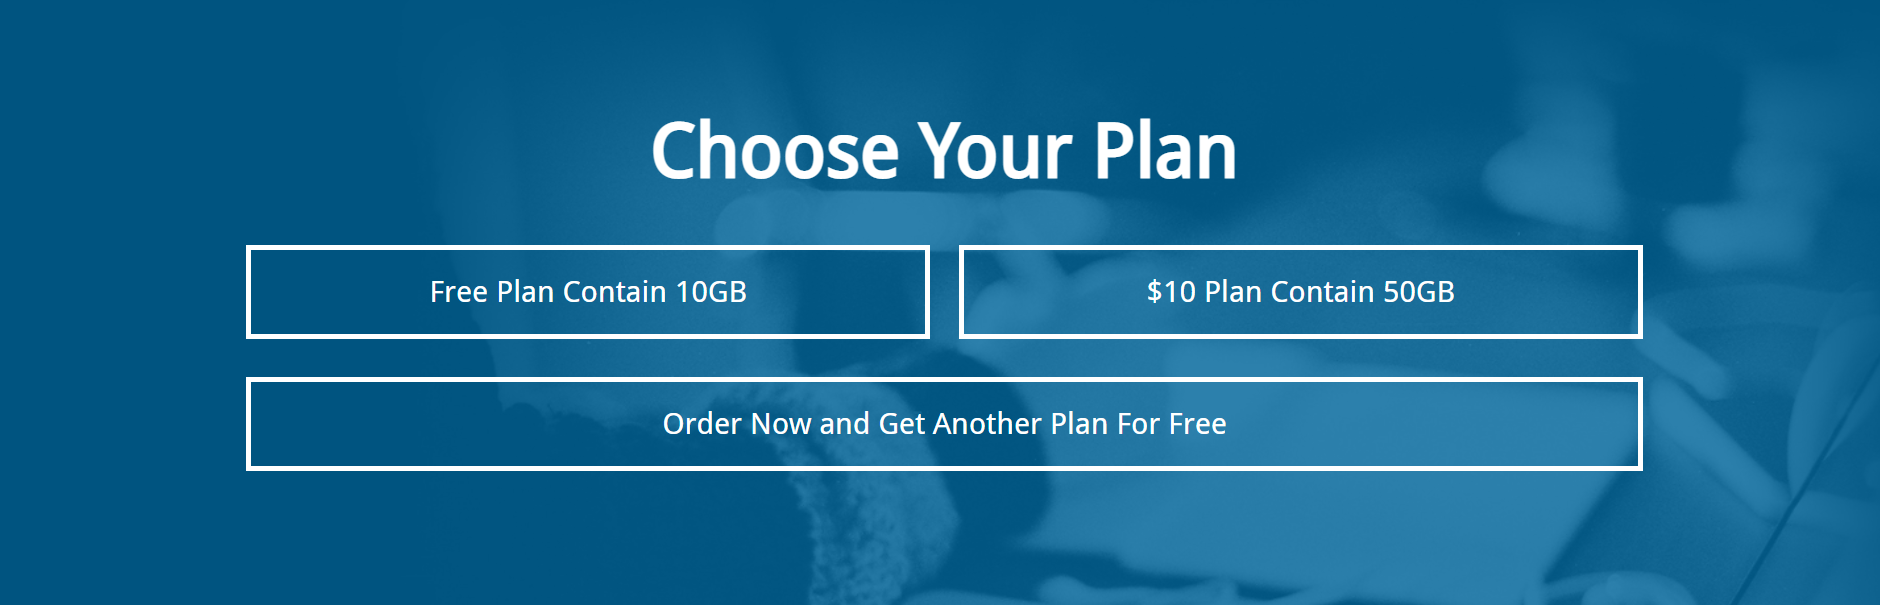 Choose Your Plan
Free Plan Contain 10GB
$10 Plan Contain 50GB
Order Now and Get Another Plan For Free